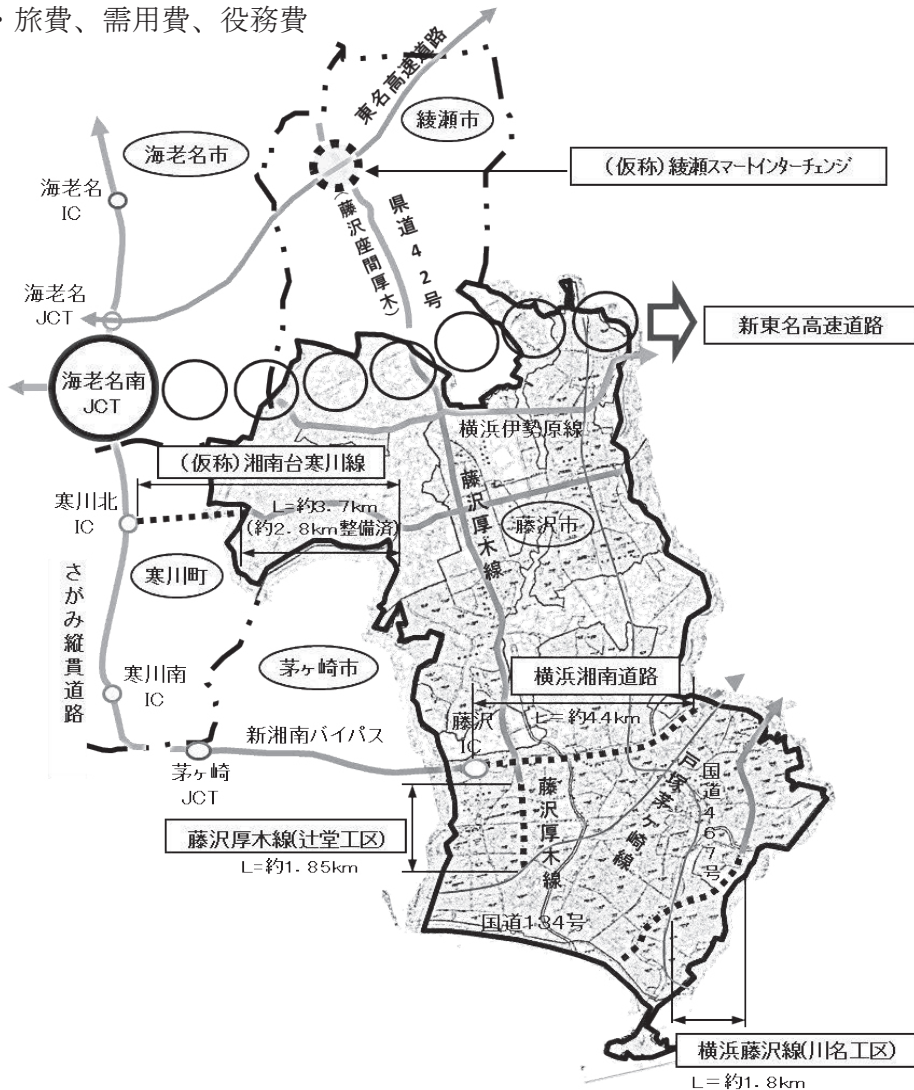 ・旅費、需用費、役務費
東名高速道路
綾瀬市
海老名市
(仮称)綾瀬スマートインターチェンジ
海老名
IC
県道42号
(藤沢座間厚木)
海老名
JCT
新東名高速道路
海老名南
JCT
横浜伊勢原線
(仮称)湘南台寒川線
藤沢厚木線
寒川北
IC
L=約3.7km
(約2.8km整備済)
藤沢市
寒川町
さがみ縦貫道路
茅ヶ崎市
横浜湘南道路
寒川南
IC
L=約4.4km
藤沢
IC
新湘南バイパス
茅ヶ崎
JCT
戸塚茅ヶ崎線
国道467号
藤沢厚木線
藤沢厚木線(辻堂工区)
L=約1.85km
国道134号
横浜藤沢線(川名工区)
L=約1.8km